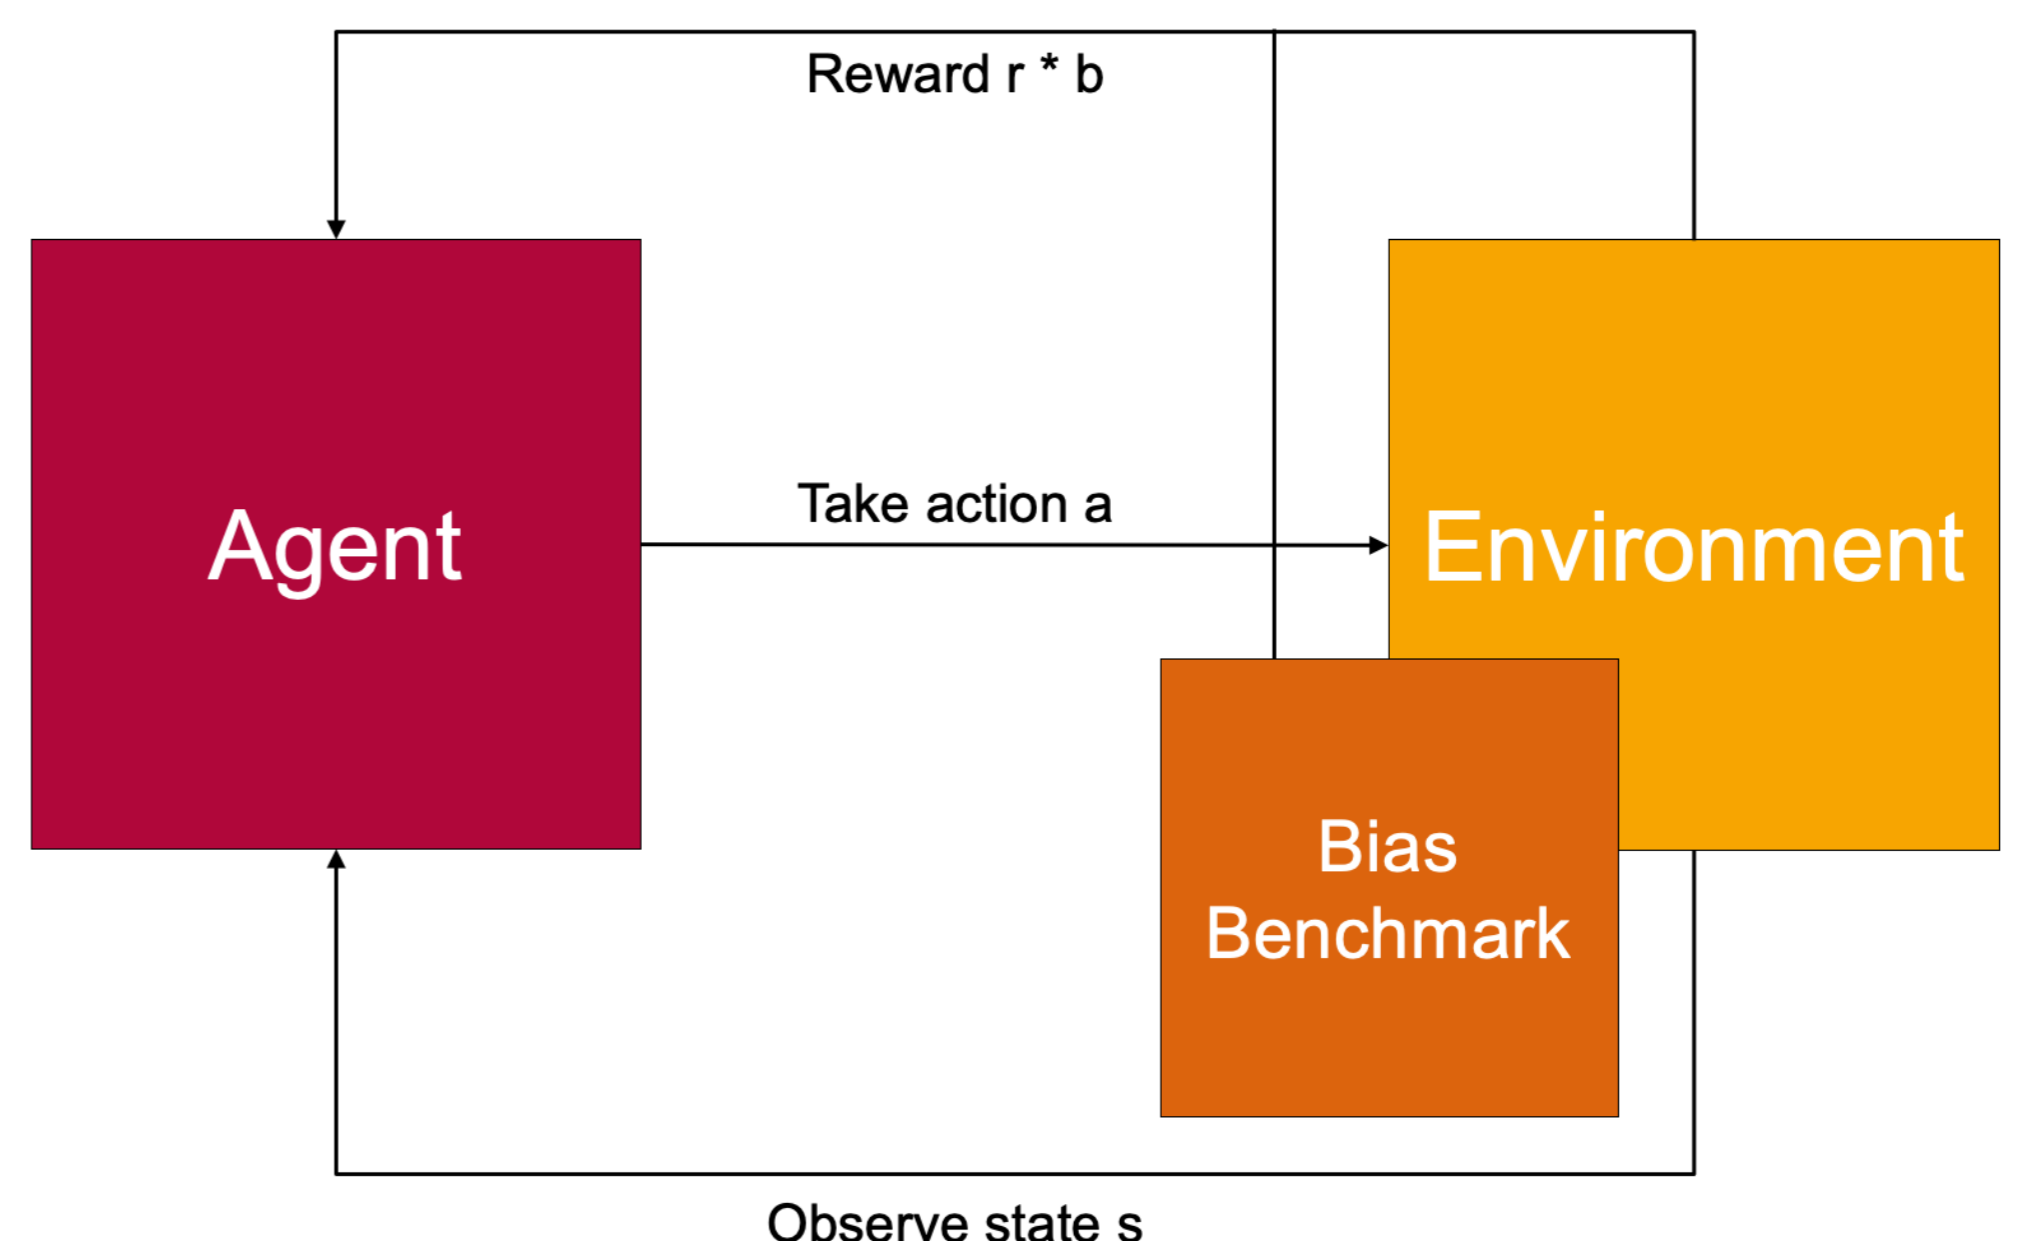 Reward r * b
Take action a
Agent
Environment
Bias
Benchmark
Observe state s